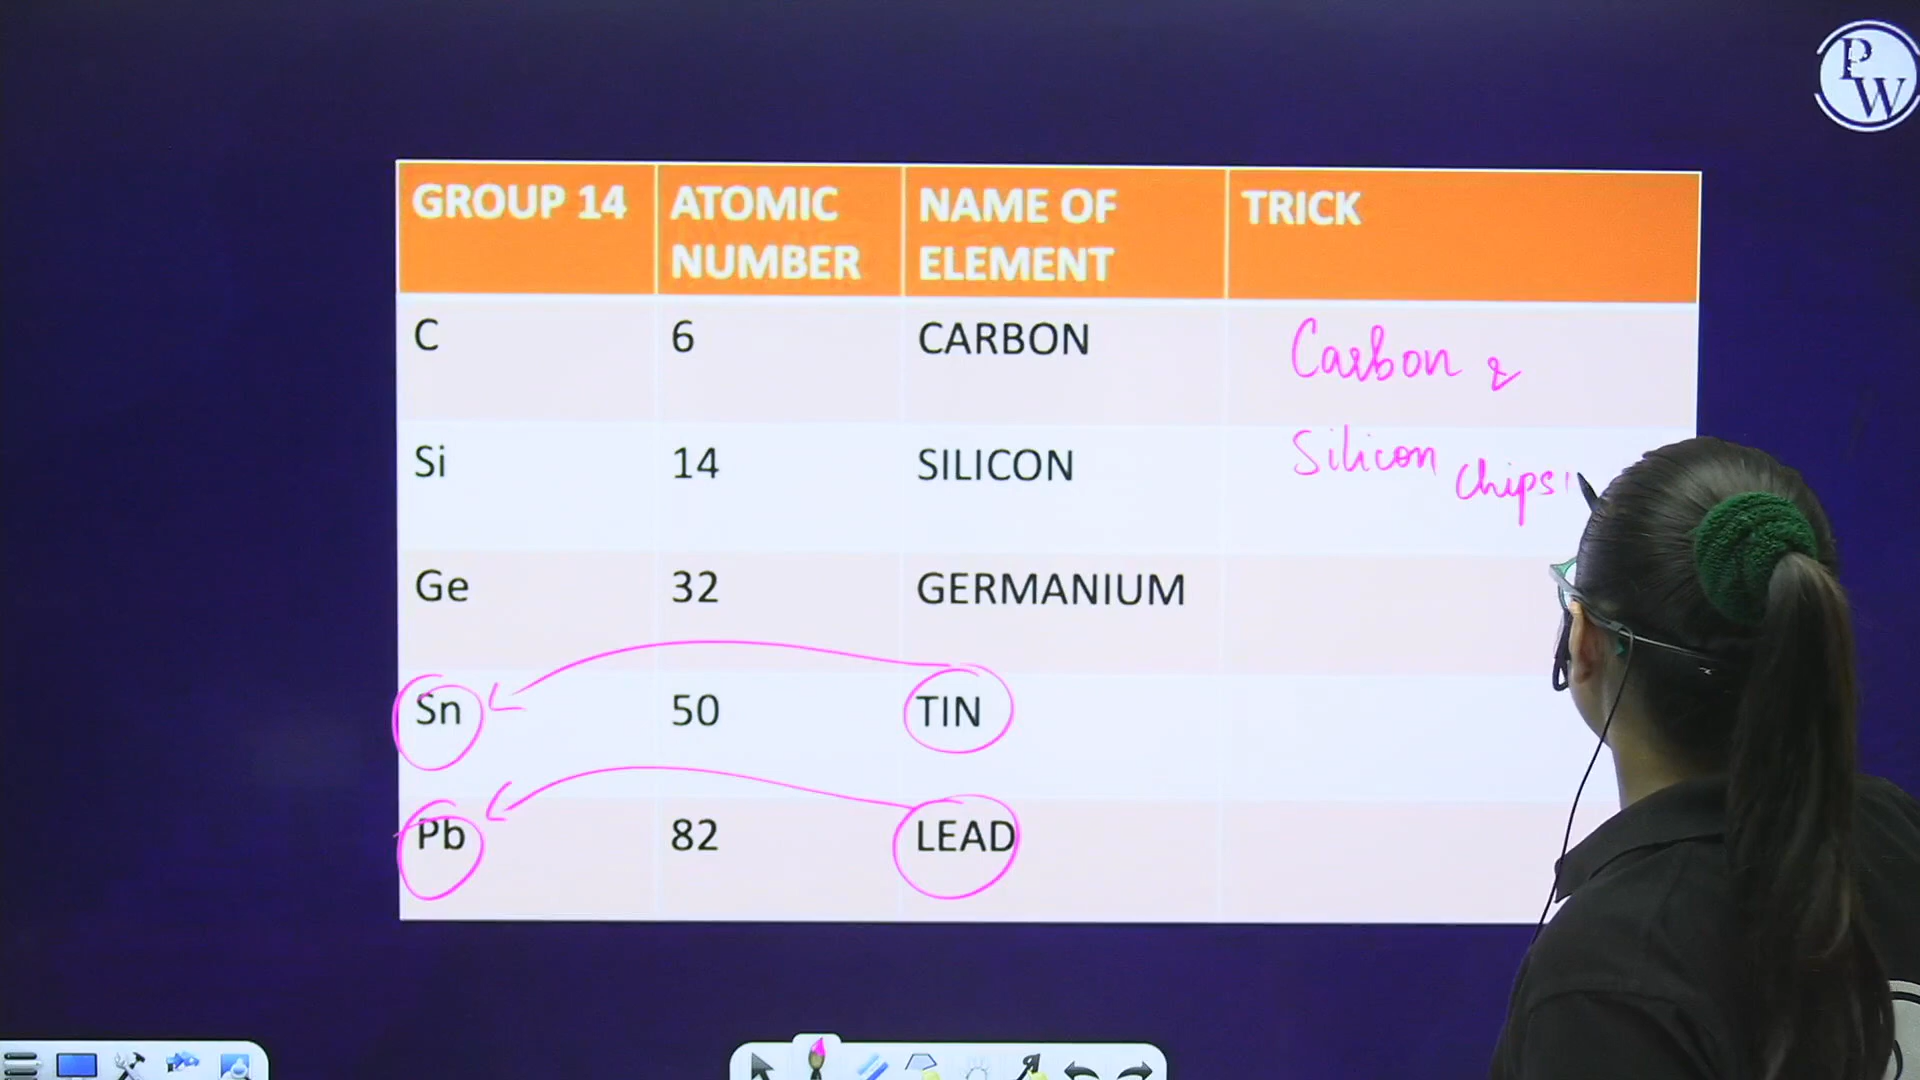 PW
GROUP 14 ATOMIC NUMBER NAME OF ELEMENT TRICK
C 6 CARBON Carbon &
Si 14 SILICON Silicon chips
Ge 32 GERMANIUM
Sn 50 TIN
Pb 82 LEAD